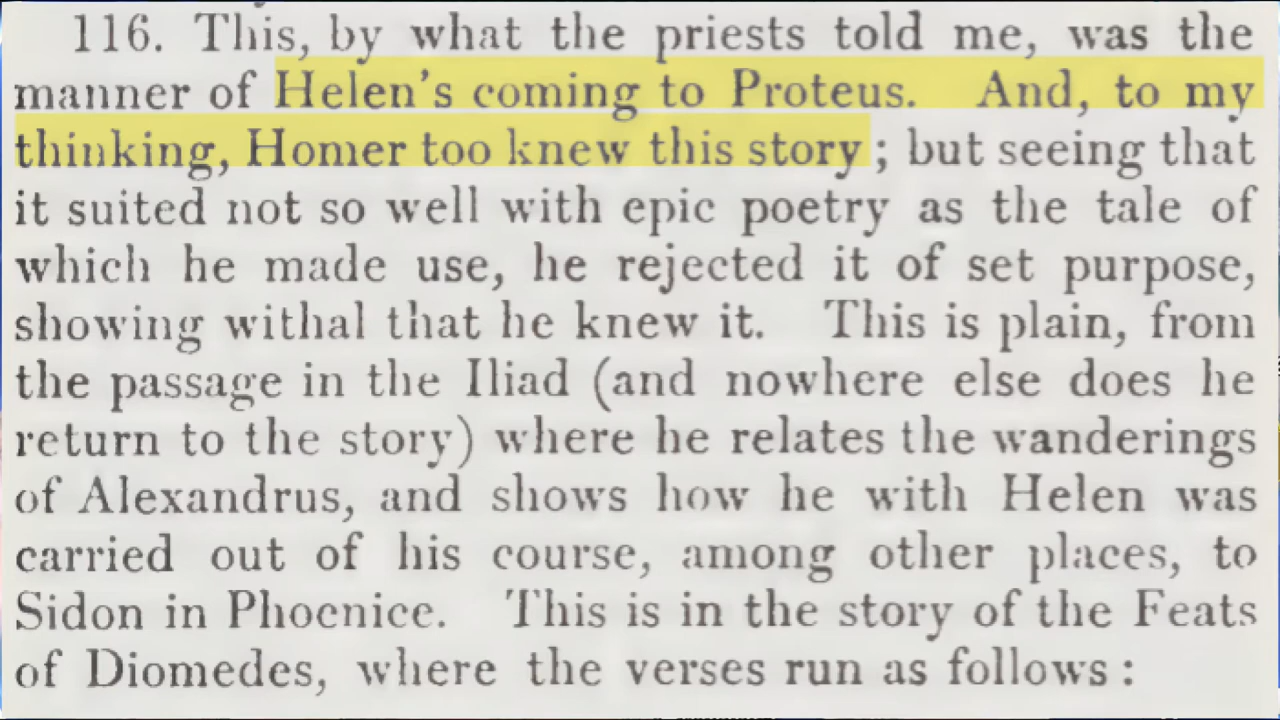 116. This, by what the priests told me, was the
manner of Helen's coming to Proteus. And, to my
thinking, Homer too knew this story; but seeing that
it suited not so well with epic poetry as the tale of
which he made use, he rejected it of set purpose,
showing withal that he knew it. This is plain, from
the passage in the Iliad (and nowhere else does he
return to the story) where he relates the wanderings
of Alexandrus, and shows how he with Helen was
carried out of his course, among other places, to
Sidon in Phoenice. This is in the story of the Feats
of Diomedes, where the verses run as follows: